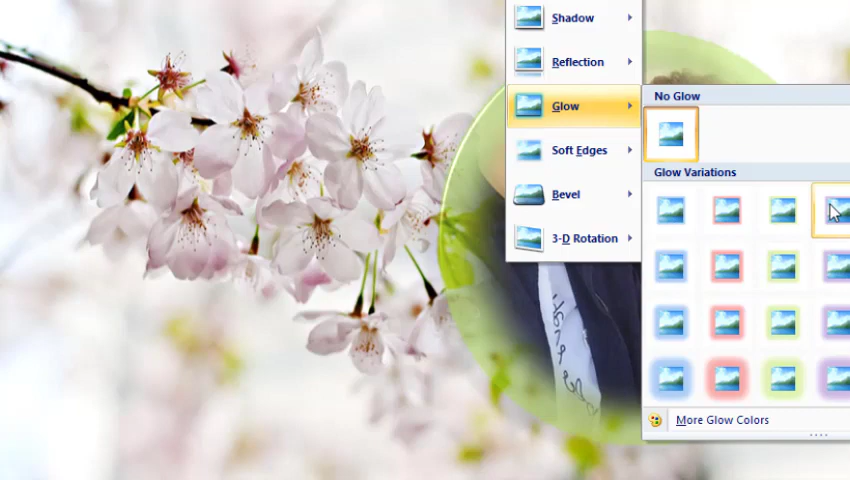 Shadow
Reflection
Glow
Soft Edges
Bevel
3-D Rotation
No Glow
Glow Variations
More Glow Colors